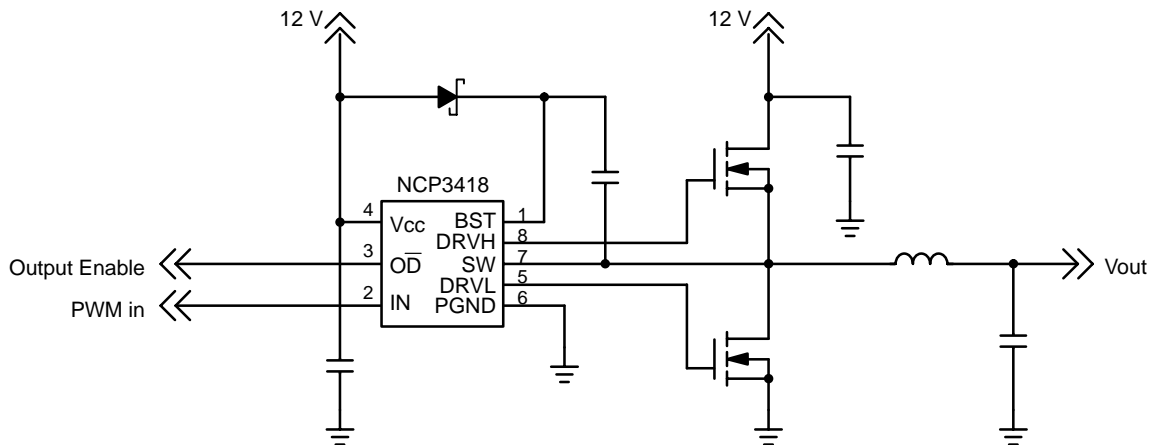 12 V
12 V
NCP3418
4
Vcc
BST
1
DRVH
8
Output Enable
3
OD̅
SW
7
DRVL
5
PWM in
2
IN
PGND
6
Vout